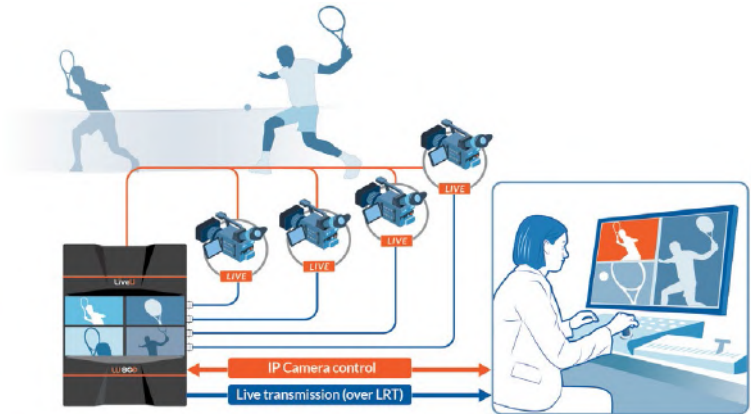 LIVE
LIVE
LIVE
LIVE
LiveU
IP Camera control
Live transmission (over LRT)